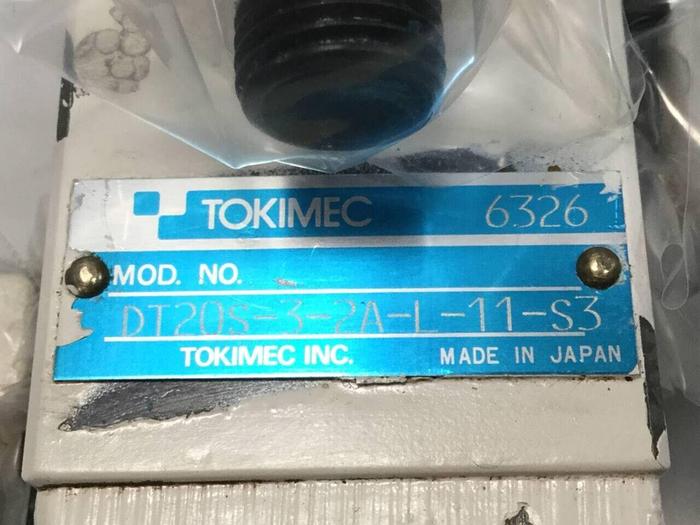 TOKIMEC 6326
MOD. NO.
DT20S-3-2A-L-11-S3
TOKIMEC INC. MADE IN JAPAN